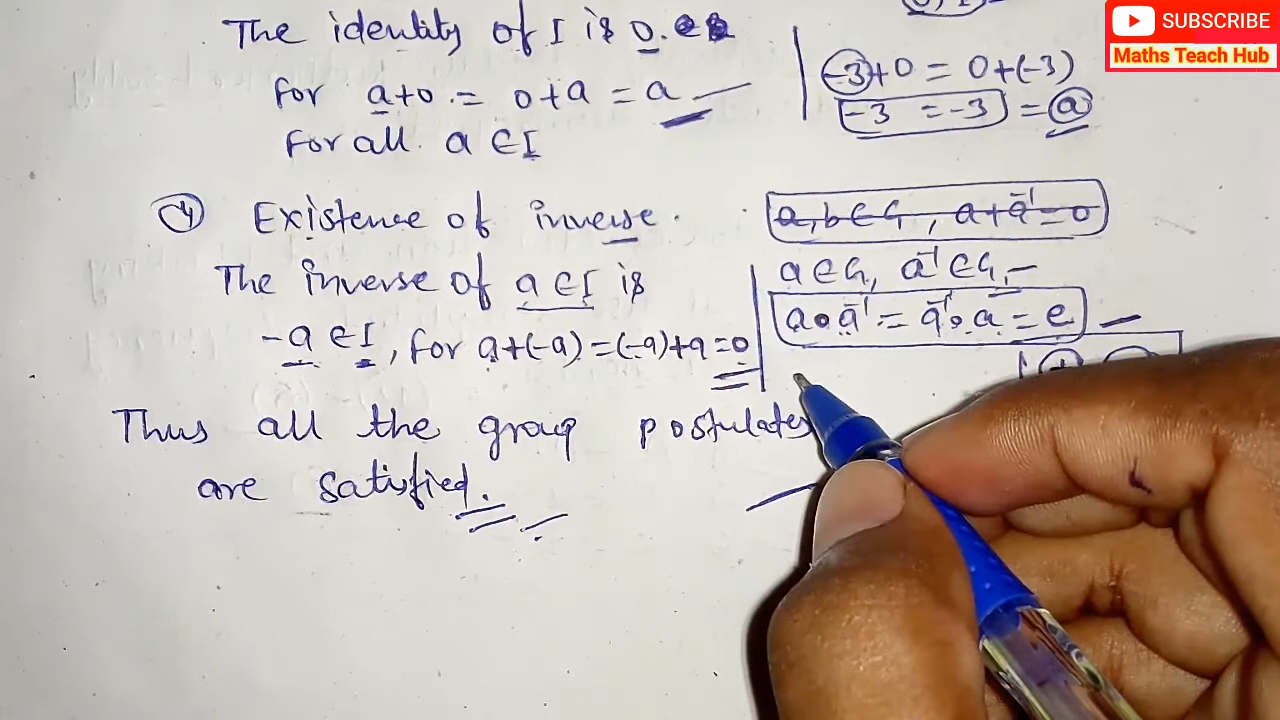 The identity of I is 0.
for a+0 = 0+a = a
for all a ∈ I
④ Existence of inverse.
The inverse of a ∈ I is
-a ∈ I, for a+(-a) = (-a)+a = 0
Thus all the group postulates
are satisfied.
-3+0 = 0+(-3)
-3 = -3 = a
a, b ∈ G, a+a⁻¹ = 0
a ∈ G, a⁻¹ ∈ G,
a∘a⁻¹ = a⁻¹∘a = e
SUBSCRIBE
Maths Teach Hub